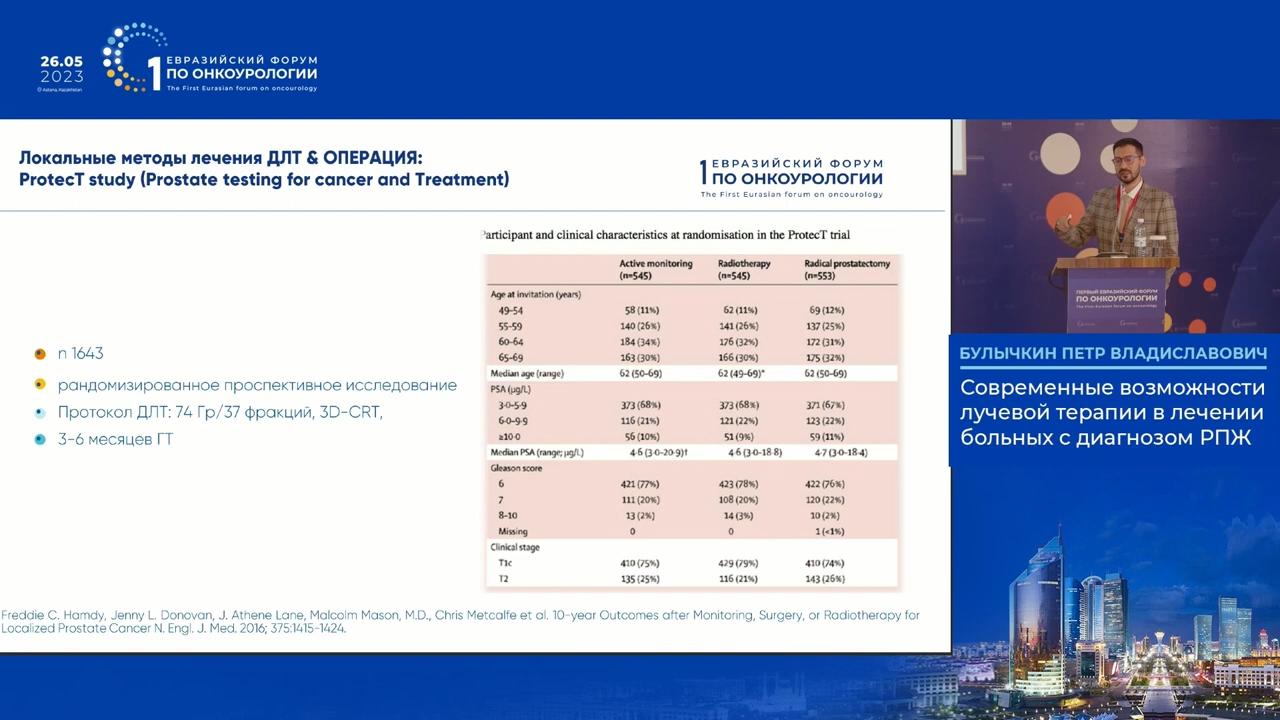 26.05
2023
Astana, Kazakhstan
1 ЕВРАЗИЙСКИЙ ФОРУМ
ПО ОНКОУРОЛОГИИ
The First Eurasian forum on oncourology
Локальные методы лечения ДЛТ & ОПЕРАЦИЯ:
ProtecT study (Prostate testing for cancer and Treatment)
1 ЕВРАЗИЙСКИЙ ФОРУМ
ПО ОНКОУРОЛОГИИ
The First Eurasian forum on oncourology
n 1643
рандомизированное проспективное исследование
Протокол ДЛТ: 74 Гр/37 фракций, 3D-CRT,
3-6 месяцев ГТ
Participant and clinical characteristics at randomisation in the ProtecT trial
Active monitoring (n=545) Radiotherapy (n=545) Radical prostatectomy (n=553)
Age at invitation (years)
49-54 58 (11%) 62 (11%) 69 (12%)
55-59 140 (26%) 141 (26%) 137 (25%)
60-64 184 (34%) 176 (32%) 172 (31%)
65-69 163 (30%) 166 (30%) 175 (32%)
Median age (range) 62 (50-69) 62 (49-69)* 62 (50-69)
PSA (µg/L)
3·0-5·9 373 (68%) 373 (68%) 371 (67%)
6·0-9·9 116 (21%) 121 (22%) 123 (22%)
≥10·0 56 (10%) 51 (9%) 59 (11%)
Median PSA (range; µg/L) 4·6 (3·0-20·9)† 4·6 (3·0-18·8) 4·7 (3·0-18·4)
Gleason score
6 421 (77%) 423 (78%) 422 (76%)
7 111 (20%) 108 (20%) 120 (22%)
8-10 13 (2%) 14 (3%) 10 (2%)
Missing 0 0 1 (<1%)
Clinical stage
T1c 410 (75%) 429 (79%) 410 (74%)
T2 135 (25%) 116 (21%) 143 (26%)
Freddie C. Hamdy, Jenny L. Donovan, J. Athene Lane, Malcolm Mason, M.D., Chris Metcalfe et al. 10-year Outcomes after Monitoring, Surgery, or Radiotherapy for
Localized Prostate Cancer N. Engl. J. Med. 2016; 375:1415-1424.
ПЕРВЫЙ ЕВРАЗИЙСКИЙ ФОРУМ
ПО ОНКОУРОЛОГИИ
The First Eurasian forum on oncourology
БУЛЫЧКИН ПЕТР ВЛАДИСЛАВОВИЧ
Современные возможности
лучевой терапии в лечении
больных с диагнозом РПЖ